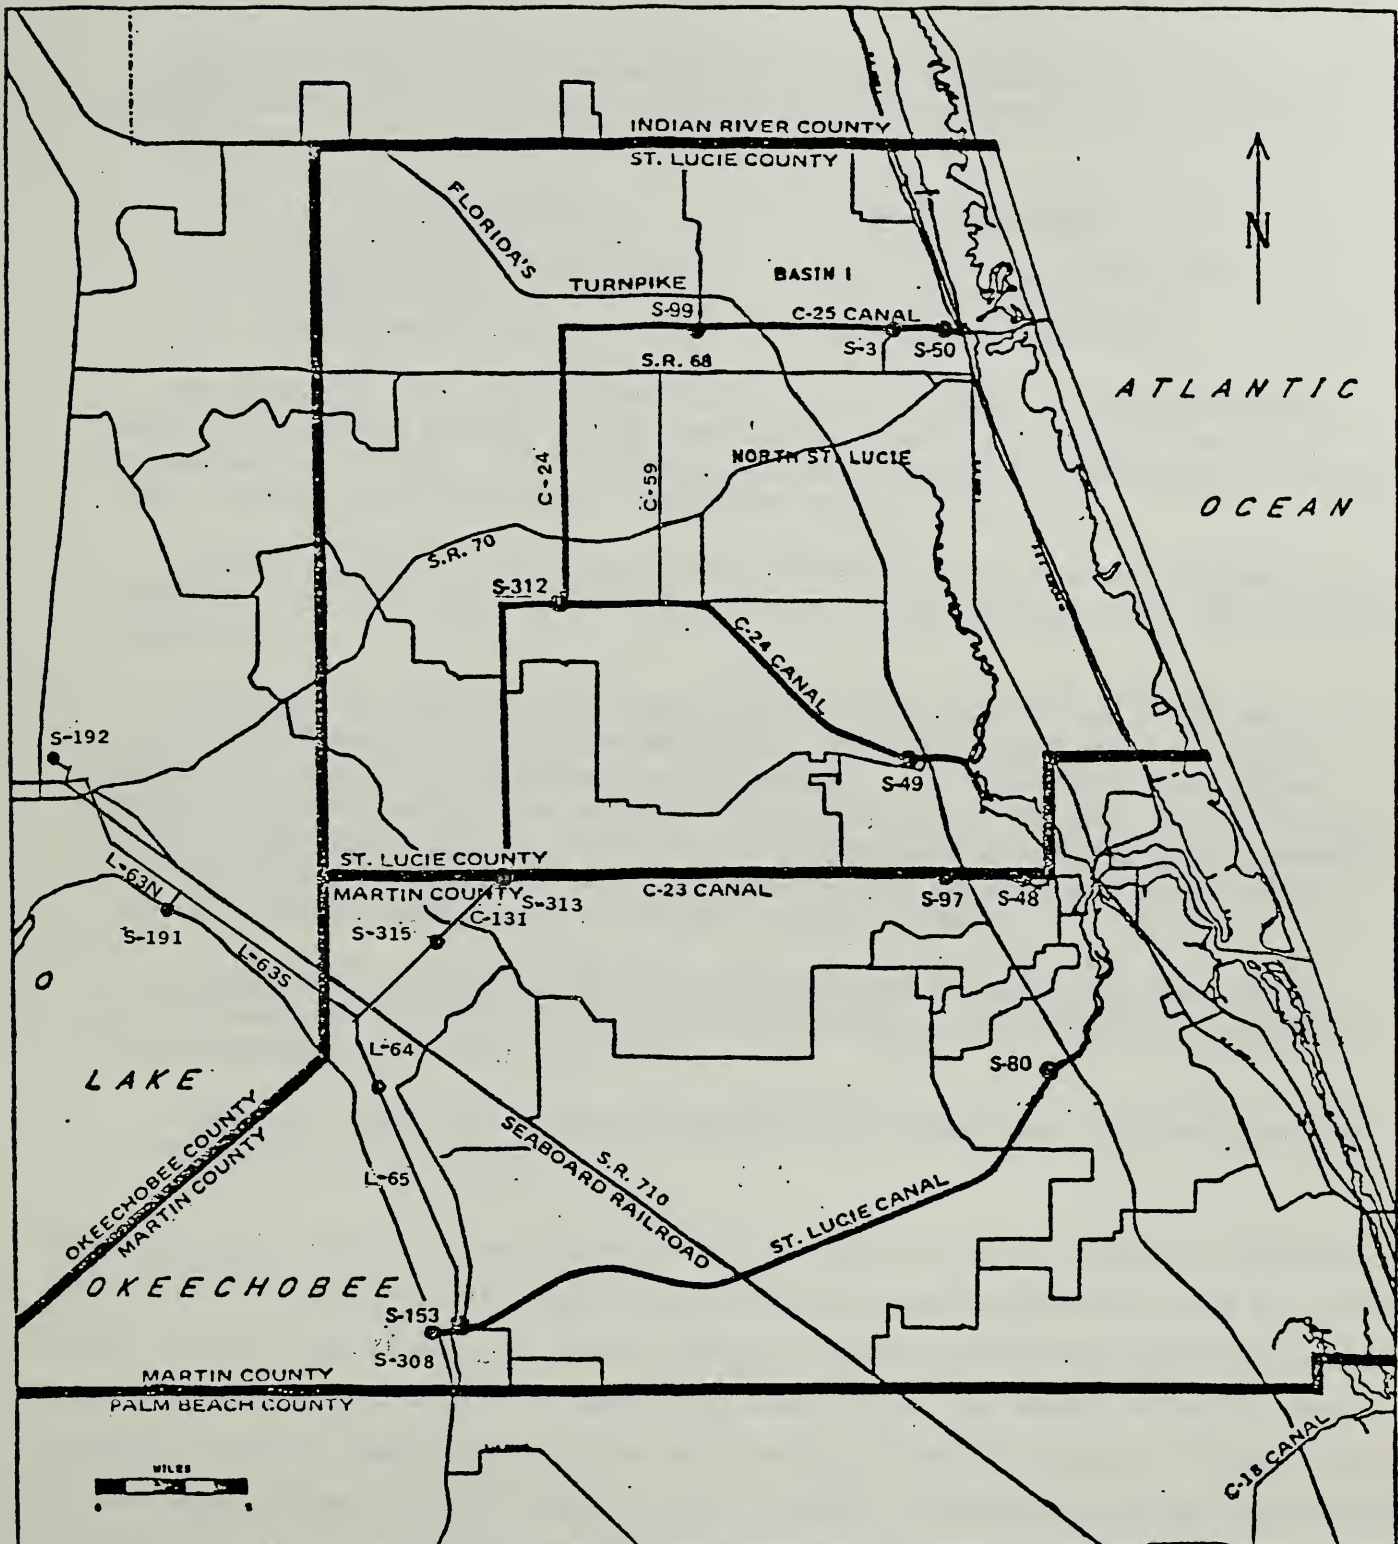 INDIAN RIVER COUNTY
ST. LUCIE COUNTY
N
FLORIDA'S
TURNPIKE
BASIN 1
S-99
C-25 CANAL
S-3
S-50
S.R. 68
ATLANTIC
OCEAN
NORTH ST. LUCIE
C-24
C-59
S.R. 70
S-312
C-24 CANAL
S-192
S-49
ST. LUCIE COUNTY
MARTIN COUNTY
C-23 CANAL
L-63N
S-313
C-131
S-97
S-48
S-191
S-315
L-63S
L-64
S-80
LAKE
OKEECHOBEE COUNTY
MARTIN COUNTY
L-65
S.R. 710
SEABOARD RAILROAD
ST. LUCIE CANAL
OKEECHOBEE
S-153
S-308
MARTIN COUNTY
PALM BEACH COUNTY
C-18 CANAL
MILES
0
5